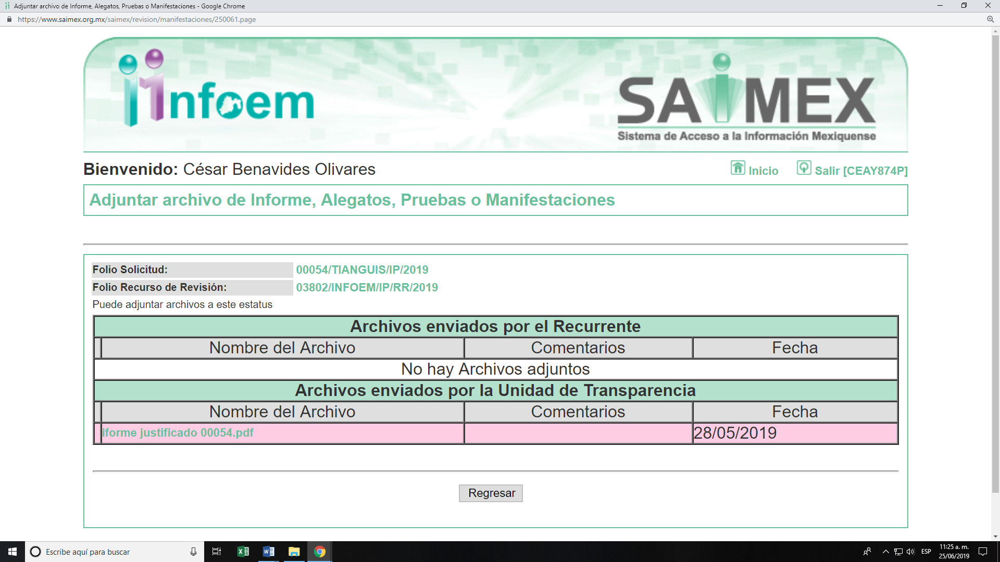 Adjuntar archivo de Informe, Alegatos, Pruebas o Manifestaciones - Google Chrome
https://www.saimex.org.mx/saimex/revision/manifestaciones/250061.page
infoem
SAIMEX
Sistema de Acceso a la Información Mexiquense
Bienvenido: César Benavides Olivares
Inicio
Salir [CEAY874P]
Adjuntar archivo de Informe, Alegatos, Pruebas o Manifestaciones
Folio Solicitud: 00054/TIANGUIS/IP/2019
Folio Recurso de Revisión: 03802/INFOEM/IP/RR/2019
Puede adjuntar archivos a este estatus
Archivos enviados por el Recurrente
Nombre del Archivo Comentarios Fecha
No hay Archivos adjuntos
Archivos enviados por la Unidad de Transparencia
Nombre del Archivo Comentarios Fecha
iforme justificado 00054.pdf 28/05/2019
Regresar
Escribe aquí para buscar
ESP
11:25 a. m.
25/06/2019